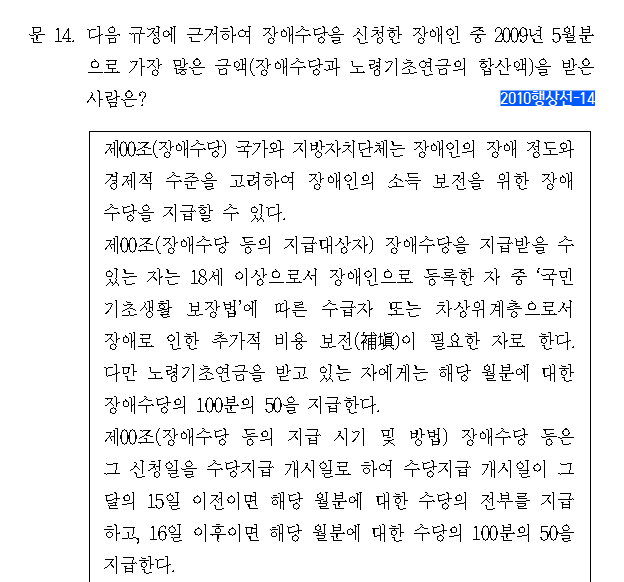 문 14. 다음 규정에 근거하여 장애수당을 신청한 장애인 중 2009년 5월분
으로 가장 많은 금액(장애수당과 노령기초연금의 합산액)을 받은
사람은?
2010행상선-14
제00조(장애수당) 국가와 지방자치단체는 장애인의 장애 정도와
경제적 수준을 고려하여 장애인의 소득 보전을 위한 장애
수당을 지급할 수 있다.
제00조(장애수당 등의 지급대상자) 장애수당을 지급받을 수
있는 자는 18세 이상으로서 장애인으로 등록한 자 중 ‘국민
기초생활 보장법’에 따른 수급자 또는 차상위계층으로서
장애로 인한 추가적 비용 보전(補塡)이 필요한 자로 한다.
다만 노령기초연금을 받고 있는 자에게는 해당 월분에 대한
장애수당의 100분의 50을 지급한다.
제00조(장애수당 등의 지급 시기 및 방법) 장애수당 등은
그 신청일을 수당지급 개시일로 하여 수당지급 개시일이 그
달의 15일 이전이면 해당 월분에 대한 수당의 전부를 지급
하고, 16일 이후이면 해당 월분에 대한 수당의 100분의 50을
지급한다.